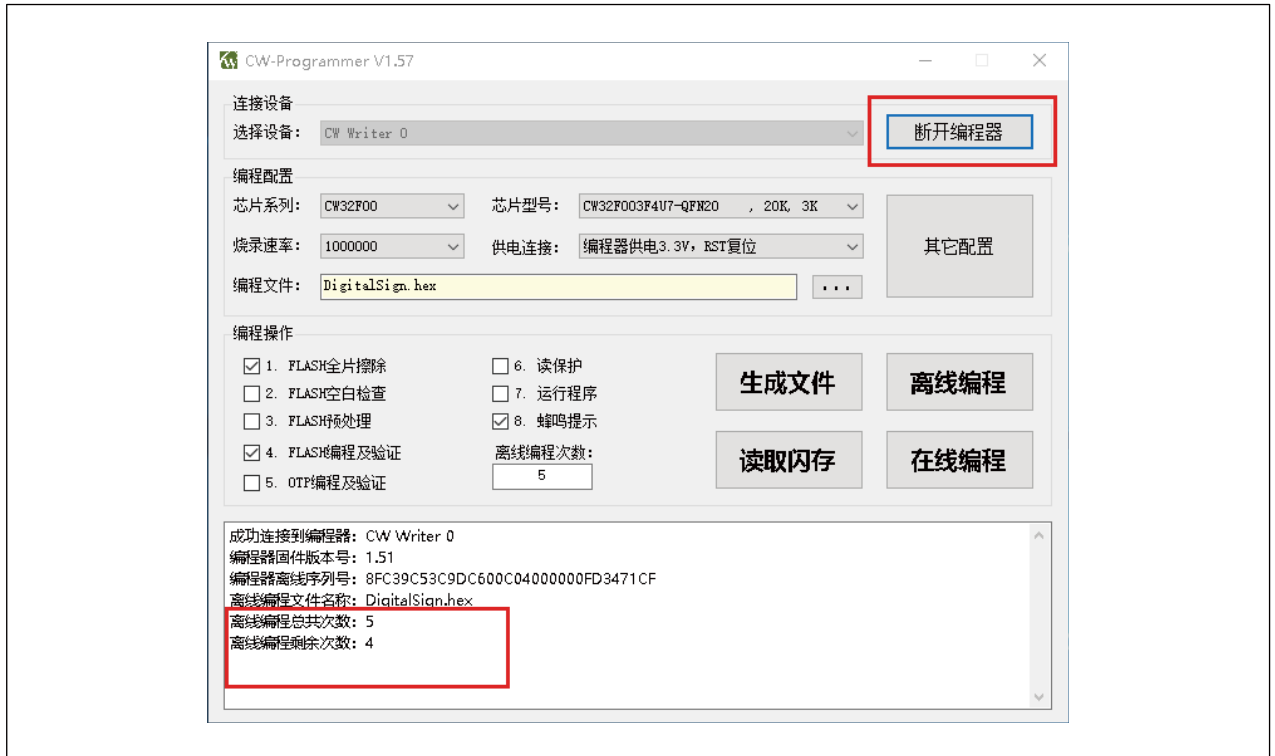 CW-Programmer V1.57
连接设备
选择设备： CW Writer 0 断开编程器
编程配置
芯片系列： CW32F00 芯片型号： CW32F003F4U7-QFN20 , 20K, 3K
烧录速率： 1000000 供电连接： 编程器供电3.3V，RST复位 其它配置
编程文件： DigitalSign.hex ...
编程操作
1. FLASH全片擦除 6. 读保护
2. FLASH空白检查 7. 运行程序 生成文件 离线编程
3. FLASH预处理 8. 蜂鸣提示
4. FLASH编程及验证 离线编程次数： 读取闪存 在线编程
5. OTP编程及验证 5
成功连接到编程器：CW Writer 0
编程器固件版本号：1.51
编程器离线序列号：8FC39C53C9DC600C04000000FD3471CF
离线编程文件名称：DigitalSign.hex
离线编程总共次数：5
离线编程剩余次数：4